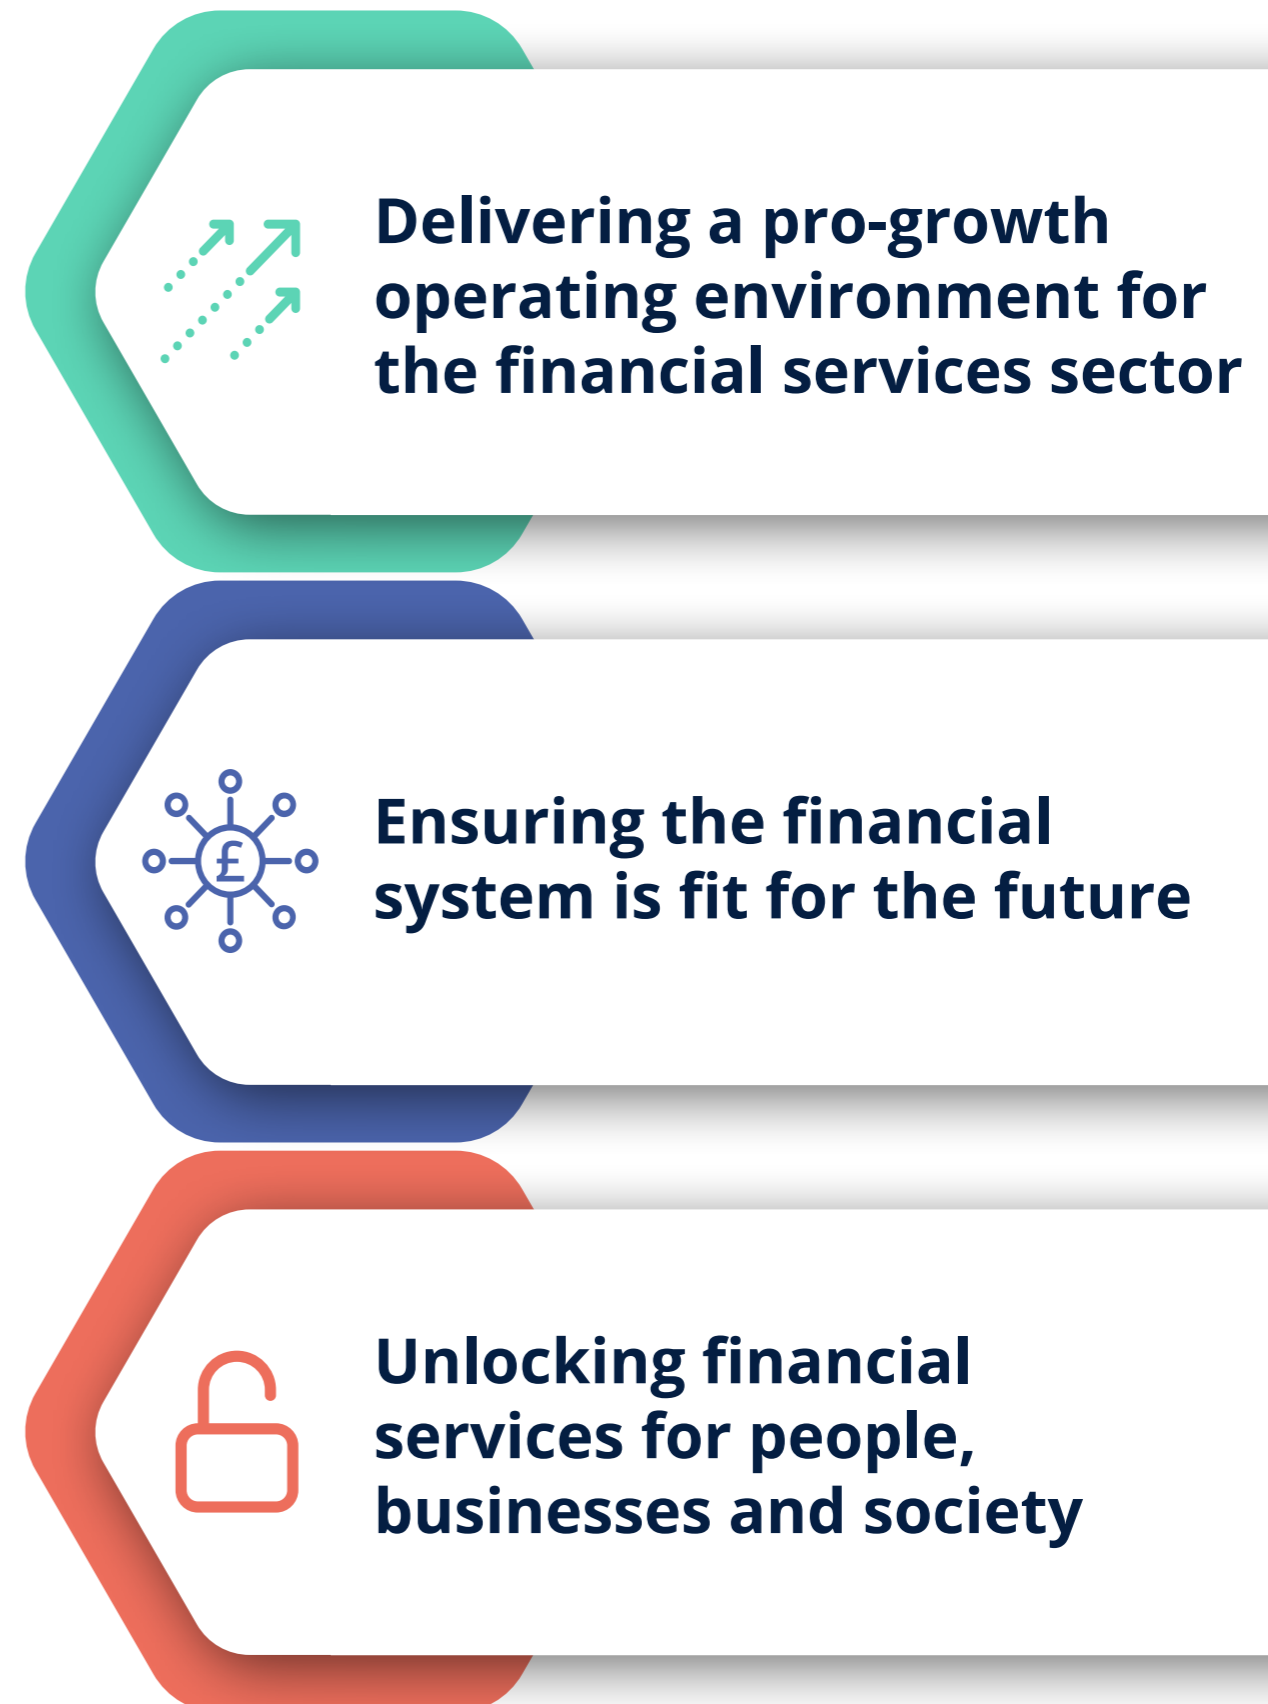 Delivering a pro-growth
operating environment for
the financial services sector
£
Ensuring the financial
system is fit for the future
Unlocking financial
services for people,
businesses and society